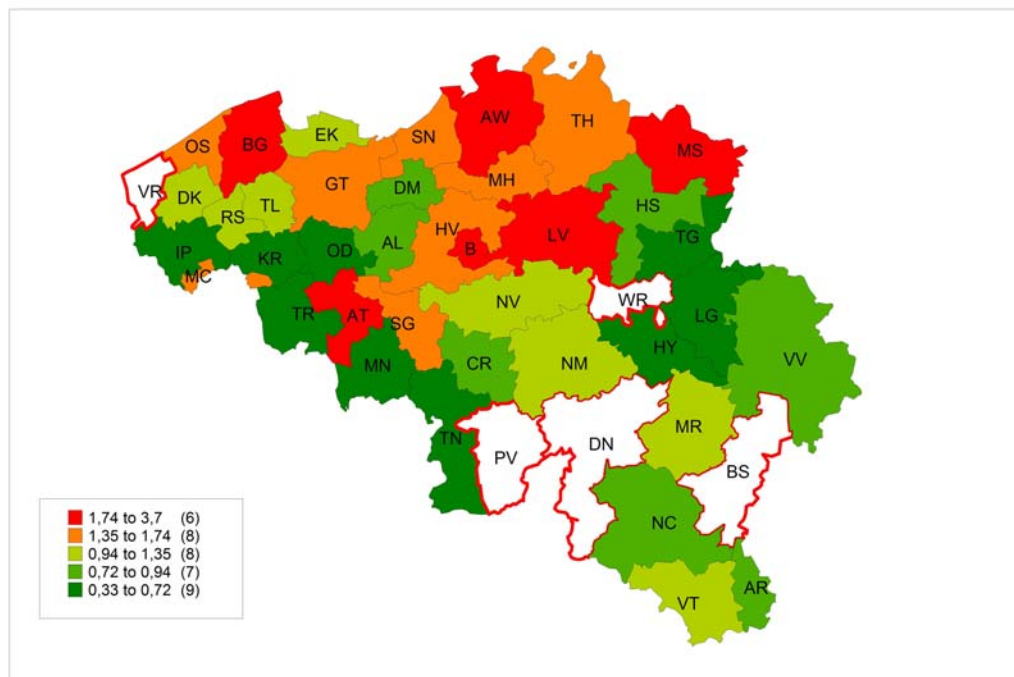 AW
TH
EK
SN
OS
BG
MS
MH
GT
DM
VR
DK
TL
HS
RS
HV
LV
AL
B
TG
IP
OD
KR
MC
NV
WR
TR
AT
LG
SG
HY
VV
MN
CR
NM
MR
TN
DN
PV
BS
NC
AR
VT
1,74 to 3,7 (6)
1,35 to 1,74 (8)
0,94 to 1,35 (8)
0,72 to 0,94 (7)
0,33 to 0,72 (9)